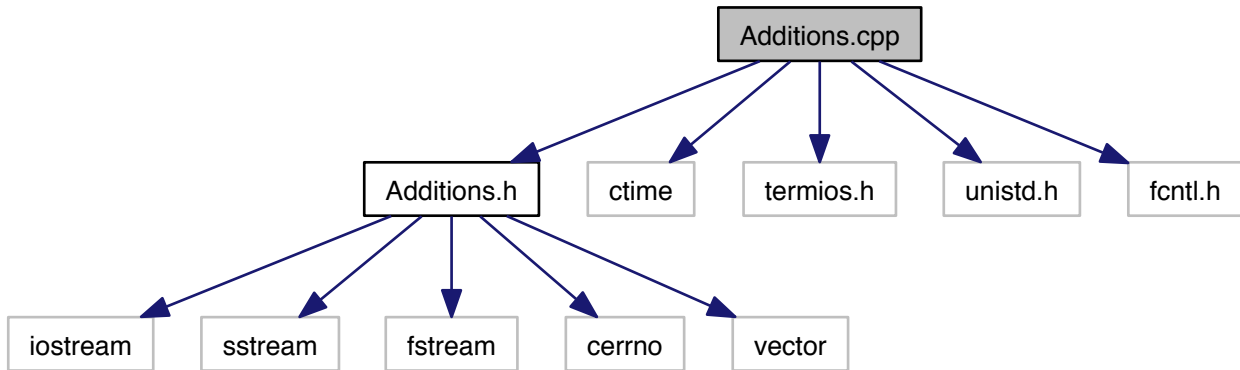 Additions.cpp
Additions.h
ctime
termios.h
unistd.h
fcntl.h
iostream
sstream
fstream
cerrno
vector